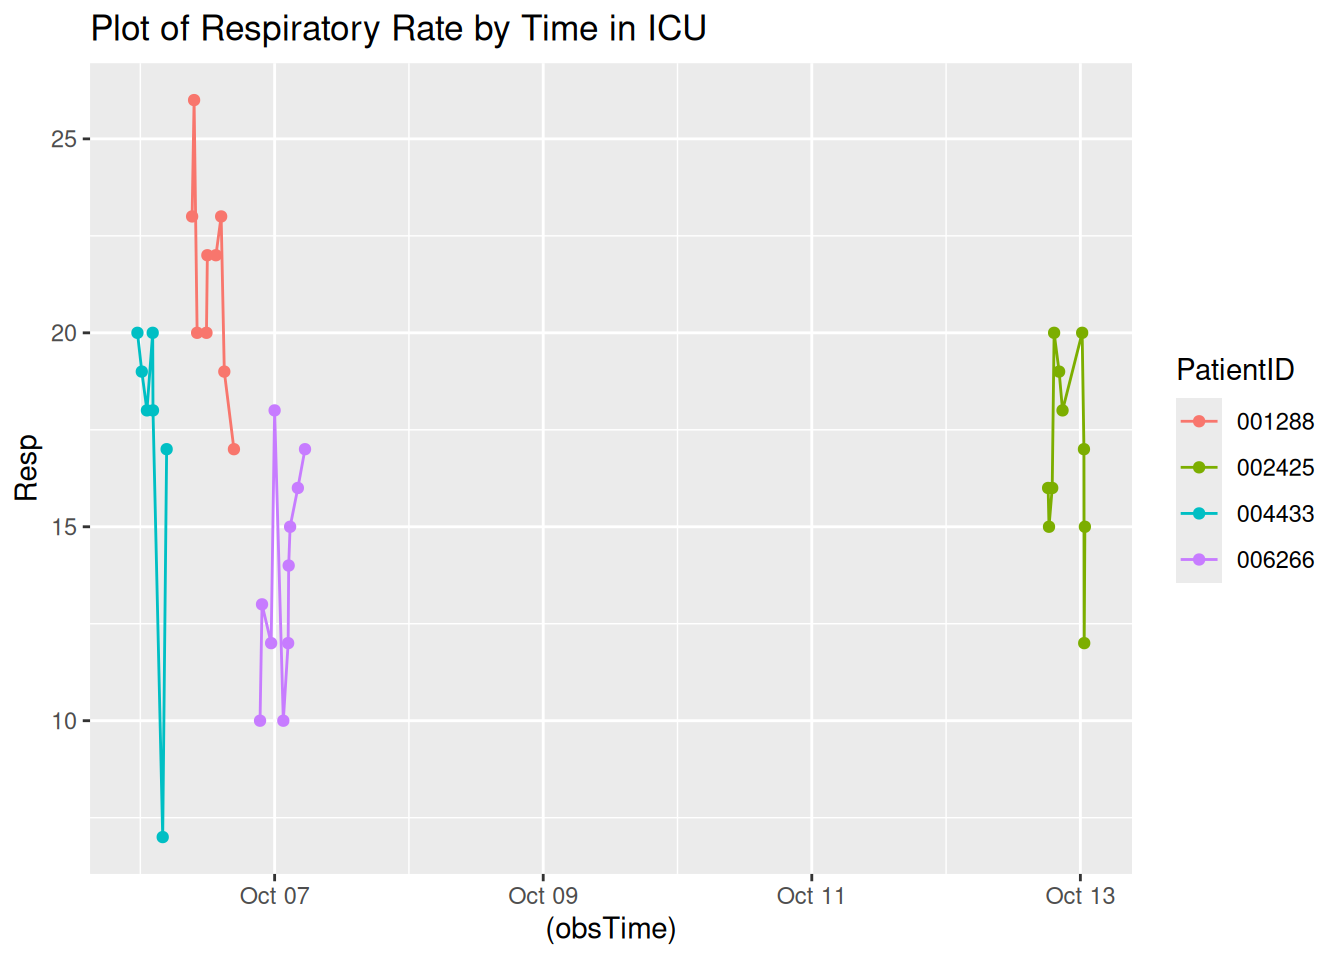 Plot of Respiratory Rate by Time in ICU
25
20
15
10
Resp
Oct 07
Oct 09
Oct 11
Oct 13
(obsTime)
PatientID
001288
002425
004433
006266